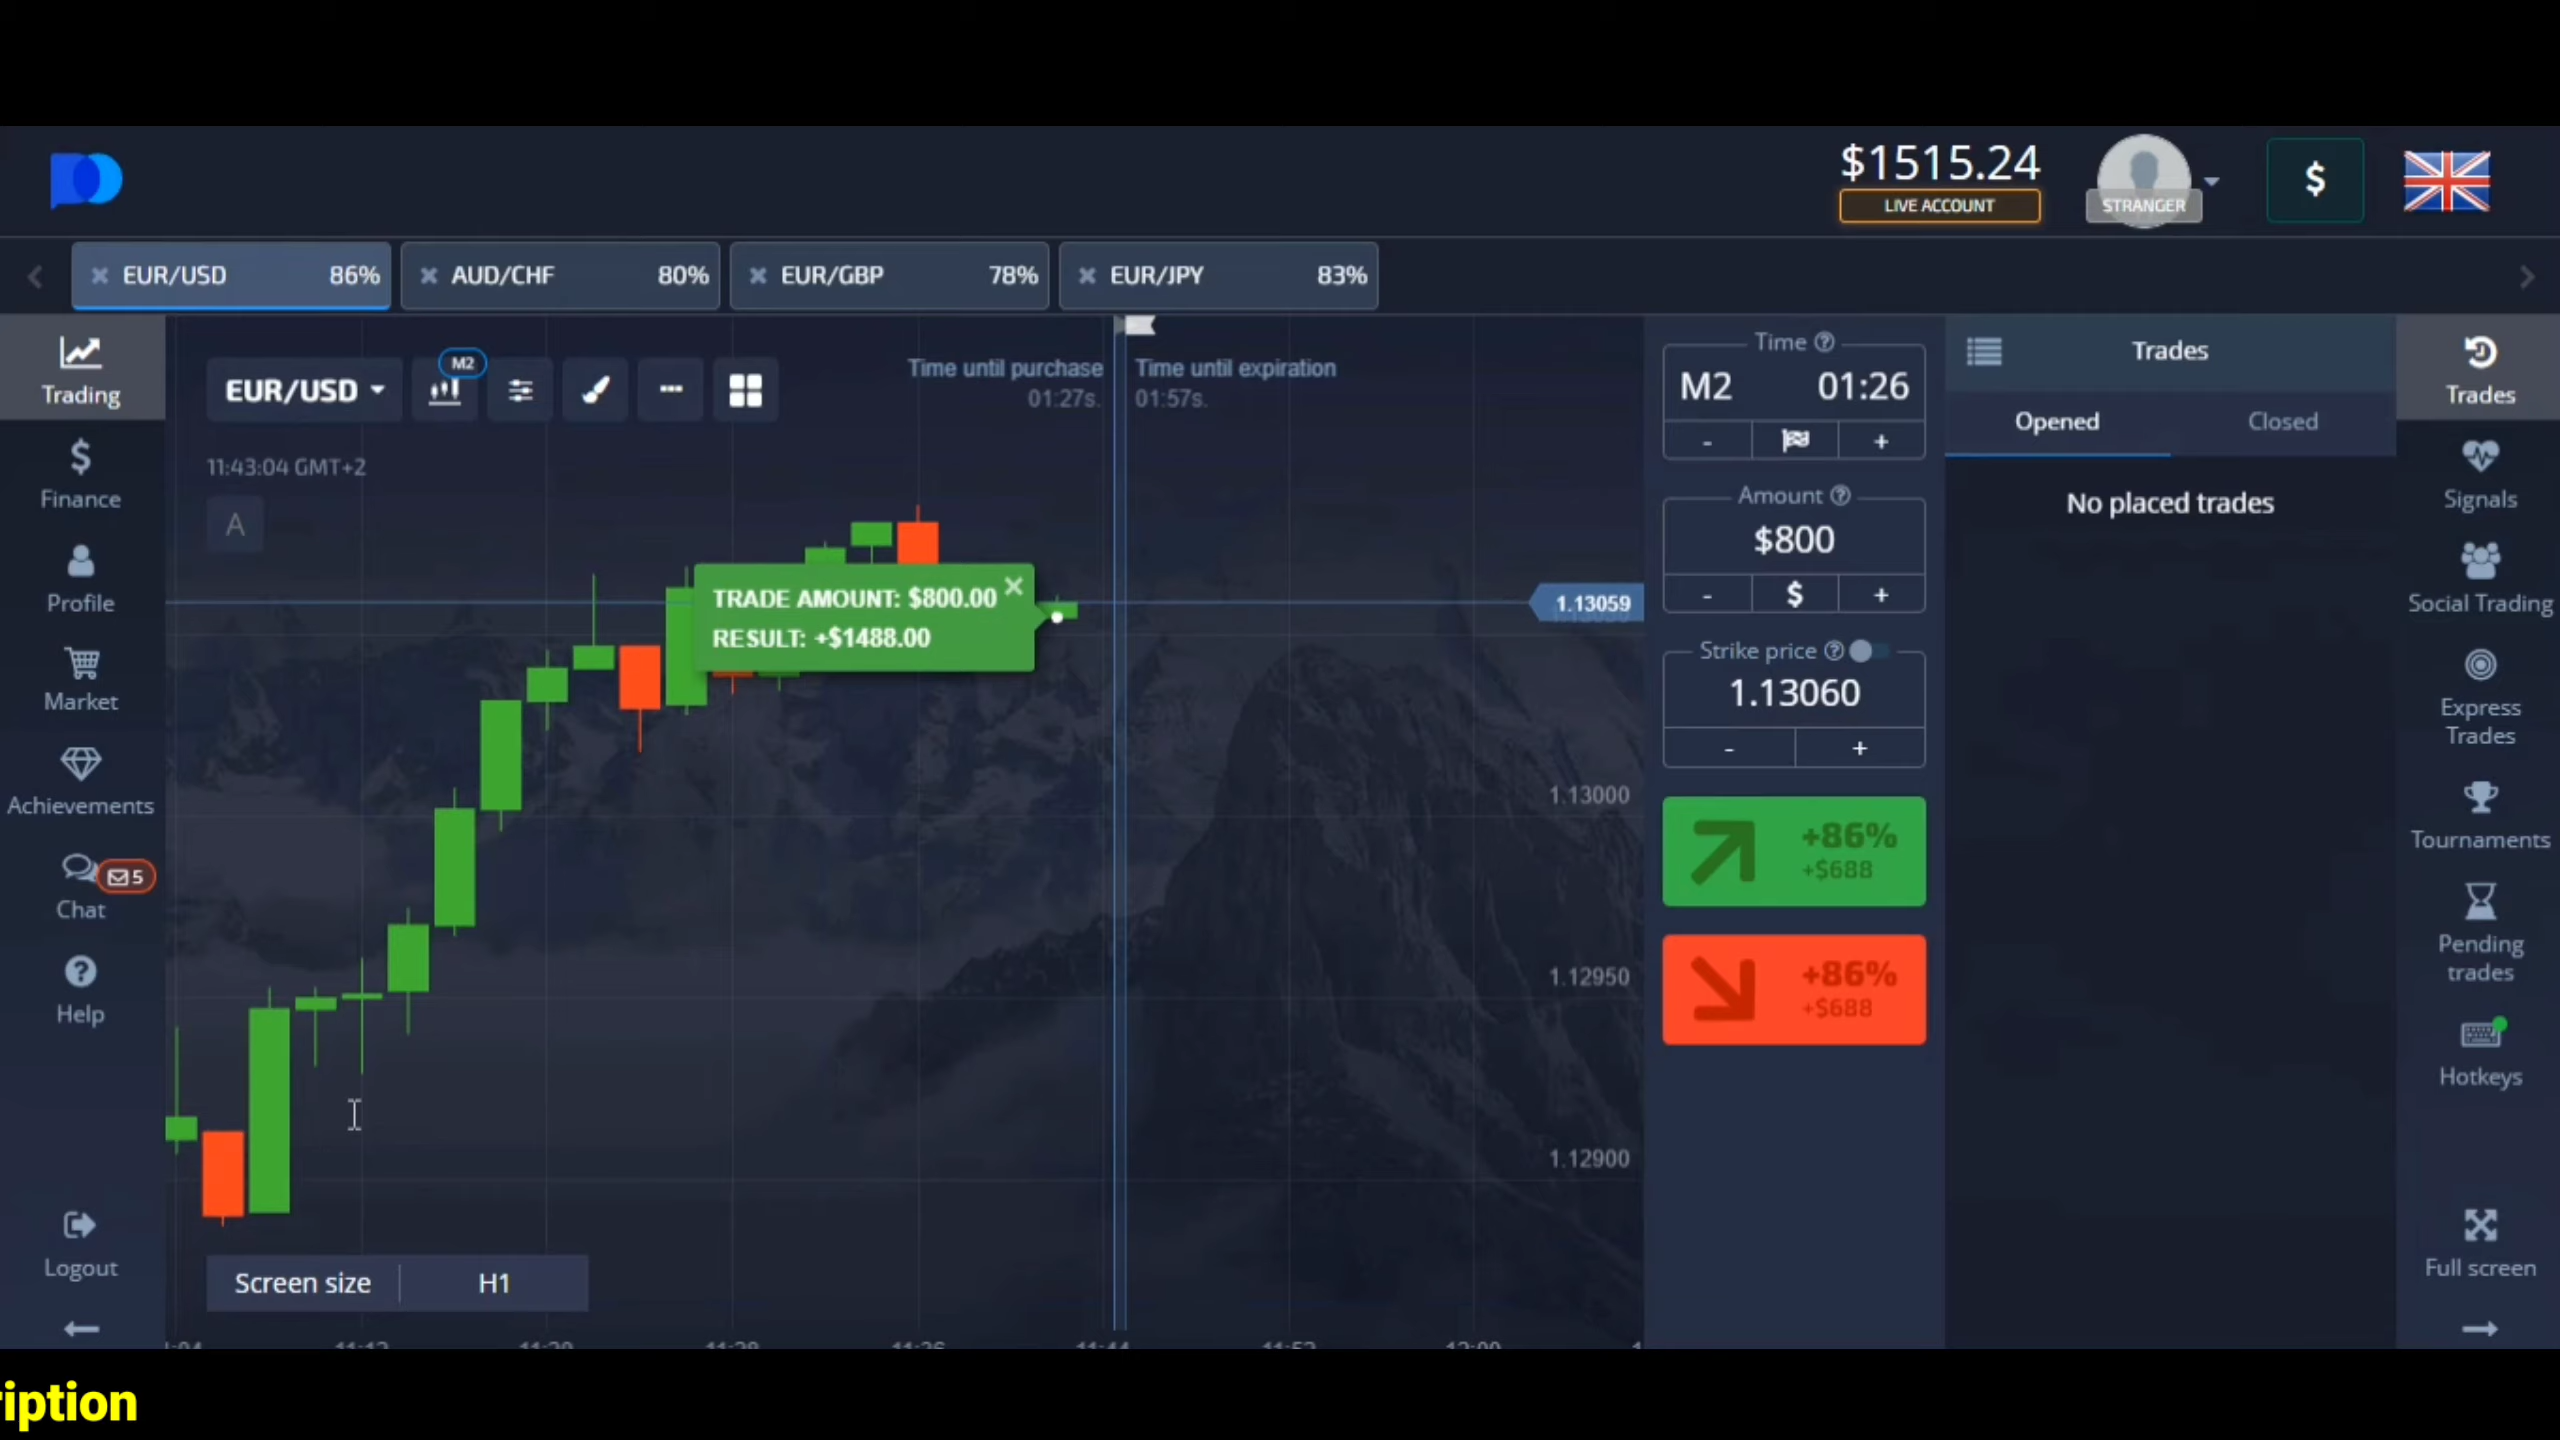 $1515.24
LIVE ACCOUNT
STRANGER
$
EUR/USD 86%
AUD/CHF 80%
EUR/GBP 78%
EUR/JPY 83%
Trading
Finance
Profile
Market
Achievements
5
Chat
Help
Logout
EUR/USD
M2
11:43:04 GMT+2
A
Time until purchase
01:27s.
Time until expiration
01:57s.
TRADE AMOUNT: $800.00
RESULT: +$1488.00
1.13059
1.13000
1.12950
1.12900
Screen size H1
Time
M2 01:26
- +
Amount
$800
- $ +
Strike price
1.13060
- +
+86%
+$688
+86%
+$688
Trades
Opened Closed
No placed trades
Trades
Signals
Social Trading
Express
Trades
Tournaments
Pending
trades
Hotkeys
Full screen
ription